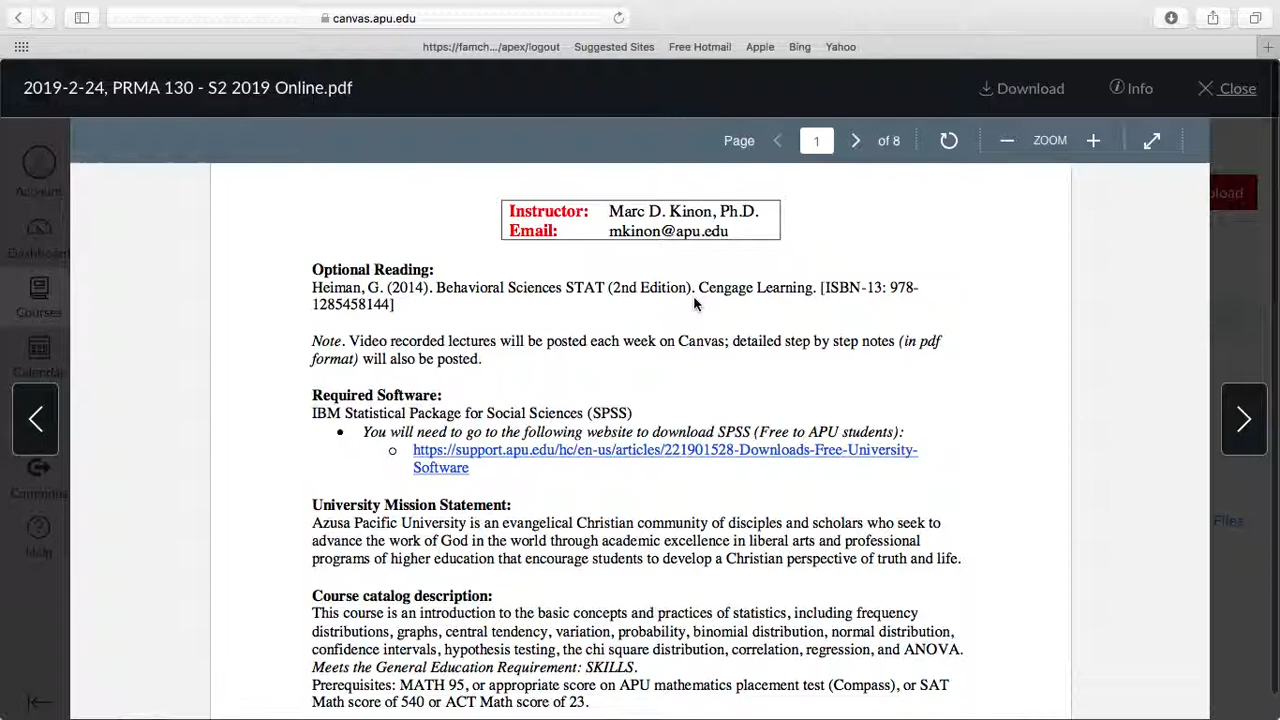 canvas.apu.edu
https://famch.../apex/logout Suggested Sites Free Hotmail Apple Bing Yahoo
2019-2-24, PRMA 130 - S2 2019 Online.pdf
Download Info Close
Page 1 of 8 ZOOM
Account
Dashboard
Courses
Calendar
Commons
Help
Files
Instructor: Marc D. Kinon, Ph.D.
Email: mkinon@apu.edu
Optional Reading:
Heiman, G. (2014). Behavioral Sciences STAT (2nd Edition). Cengage Learning. [ISBN-13: 978-
1285458144]
Note. Video recorded lectures will be posted each week on Canvas; detailed step by step notes (in pdf
format) will also be posted.
Required Software:
IBM Statistical Package for Social Sciences (SPSS)
• You will need to go to the following website to download SPSS (Free to APU students):
o https://support.apu.edu/hc/en-us/articles/221901528-Downloads-Free-University-
Software
University Mission Statement:
Azusa Pacific University is an evangelical Christian community of disciples and scholars who seek to
advance the work of God in the world through academic excellence in liberal arts and professional
programs of higher education that encourage students to develop a Christian perspective of truth and life.
Course catalog description:
This course is an introduction to the basic concepts and practices of statistics, including frequency
distributions, graphs, central tendency, variation, probability, binomial distribution, normal distribution,
confidence intervals, hypothesis testing, the chi square distribution, correlation, regression, and ANOVA.
Meets the General Education Requirement: SKILLS.
Prerequisites: MATH 95, or appropriate score on APU mathematics placement test (Compass), or SAT
Math score of 540 or ACT Math score of 23.